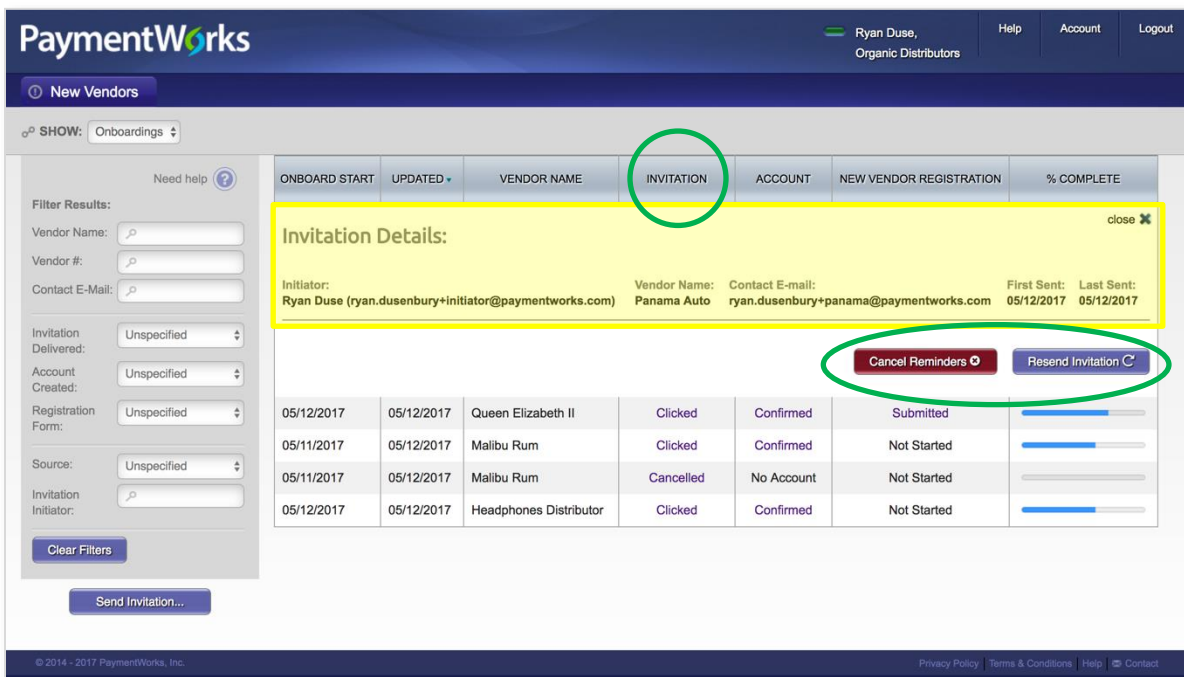 PaymentWorks
Ryan Duse,
Organic Distributors
Help
Account
Logout
New Vendors
SHOW: Onboardings
Need help ?
Filter Results:
Vendor Name:
Vendor #:
Contact E-Mail:
Invitation
Delivered:
Unspecified
Account
Created:
Unspecified
Registration
Form:
Unspecified
Source:
Unspecified
Invitation
Initiator:
Clear Filters
Send Invitation...
ONBOARD START UPDATED VENDOR NAME INVITATION ACCOUNT NEW VENDOR REGISTRATION % COMPLETE
close
Invitation Details:
Initiator: Vendor Name: Contact E-mail: First Sent: Last Sent:
Ryan Duse (ryan.dusenbury+initiator@paymentworks.com) Panama Auto ryan.dusenbury+panama@paymentworks.com 05/12/2017 05/12/2017
Cancel Reminders Resend Invitation
05/12/2017 05/12/2017 Queen Elizabeth II Clicked Confirmed Submitted
05/11/2017 05/12/2017 Malibu Rum Clicked Confirmed Not Started
05/11/2017 05/12/2017 Malibu Rum Cancelled No Account Not Started
05/12/2017 05/12/2017 Headphones Distributor Clicked Confirmed Not Started
© 2014 - 2017 PaymentWorks, Inc.
Privacy Policy | Terms & Conditions | Help | Contact